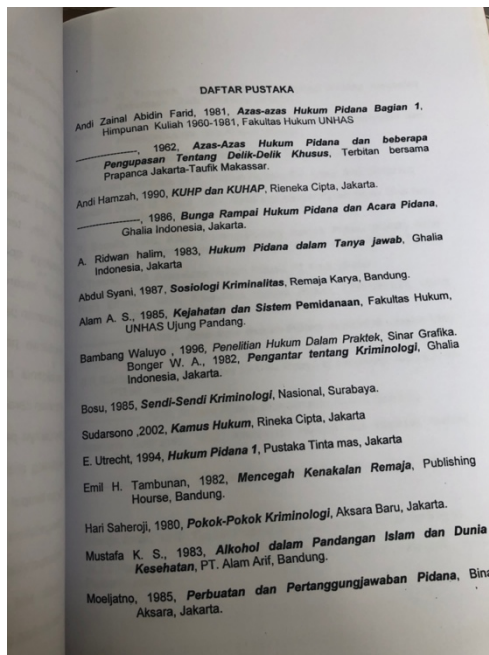 DAFTAR PUSTAKA
Andi Zainal Abidin Farid, 1981, Azas-azas Hukum Pidana Bagian 1,
Himpunan Kuliah 1960-1981, Fakultas Hukum UNHAS
_____________, 1962, Azas-Azas Hukum Pidana dan beberapa
Pengupasan Tentang Delik-Delik Khusus, Terbitan bersama
Prapanca Jakarta-Taufik Makassar.
Andi Hamzah, 1990, KUHP dan KUHAP, Rieneka Cipta, Jakarta.
_____________, 1986, Bunga Rampai Hukum Pidana dan Acara Pidana,
Ghalia Indonesia, Jakarta.
A. Ridwan halim, 1983, Hukum Pidana dalam Tanya jawab, Ghalia
Indonesia, Jakarta
Abdul Syani, 1987, Sosiologi Kriminalitas, Remaja Karya, Bandung.
Alam A. S., 1985, Kejahatan dan Sistem Pemidanaan, Fakultas Hukum,
UNHAS Ujung Pandang.
Bambang Waluyo , 1996, Penelitian Hukum Dalam Praktek, Sinar Grafika.
Bonger W. A., 1982, Pengantar tentang Kriminologi, Ghalia
Indonesia, Jakarta.
Bosu, 1985, Sendi-Sendi Kriminologi, Nasional, Surabaya.
Sudarsono ,2002, Kamus Hukum, Rineka Cipta, Jakarta
E. Utrecht, 1994, Hukum Pidana 1, Pustaka Tinta mas, Jakarta
Emil H. Tambunan, 1982, Mencegah Kenakalan Remaja, Publishing
Hourse, Bandung.
Hari Saheroji, 1980, Pokok-Pokok Kriminologi, Aksara Baru, Jakarta.
Mustafa K. S., 1983, Alkohol dalam Pandangan Islam dan Dunia
Kesehatan, PT. Alam Arif, Bandung.
Moeljatno, 1985, Perbuatan dan Pertanggungjawaban Pidana, Bina
Aksara, Jakarta.